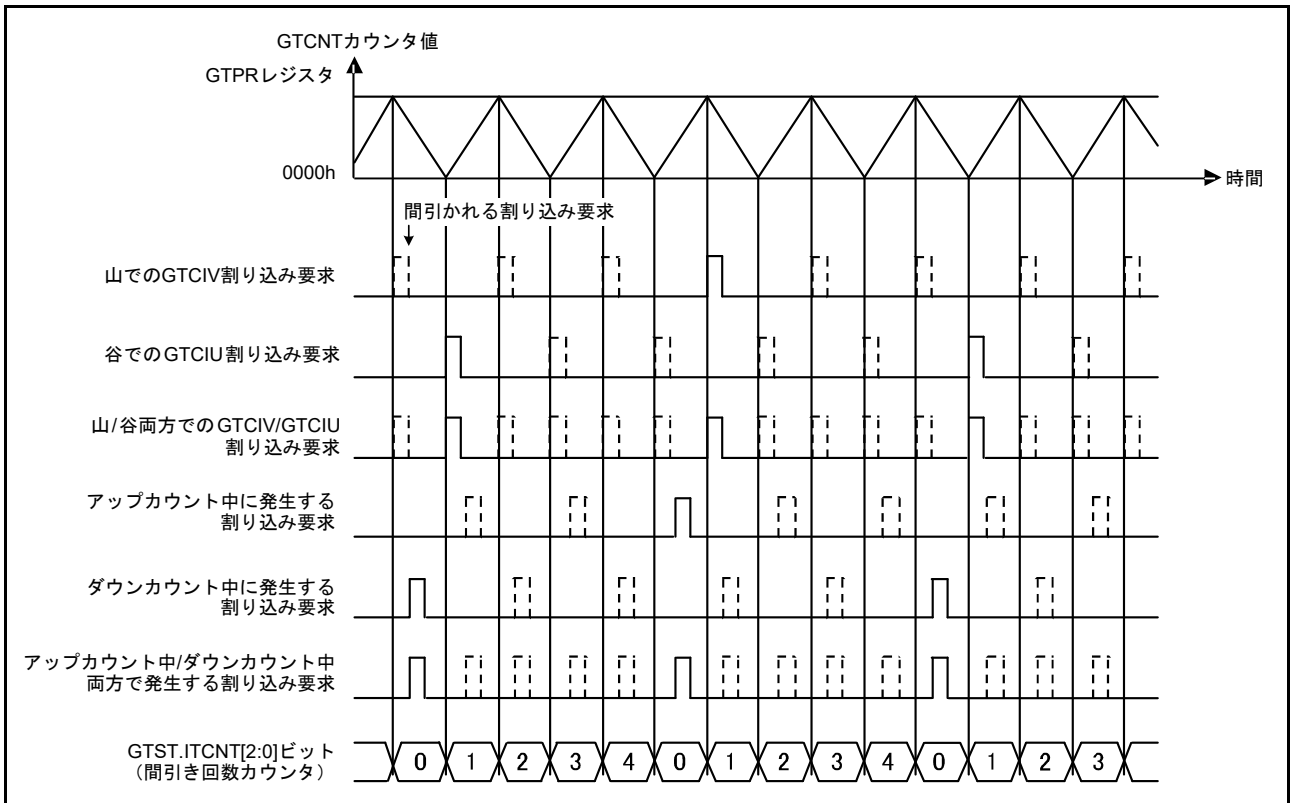 GTCNTカウンタ値
GTPRレジスタ
0000h
時間
間引かれる割り込み要求
山でのGTCIV割り込み要求
谷でのGTCIU割り込み要求
山/谷両方でのGTCIV/GTCIU
割り込み要求
アップカウント中に発生する
割り込み要求
ダウンカウント中に発生する
割り込み要求
アップカウント中/ダウンカウント中
両方で発生する割り込み要求
GTST.ITCNT[2:0]ビット
（間引き回数カウンタ）
0 1 2 3 4 0 1 2 3 4 0 1 2 3